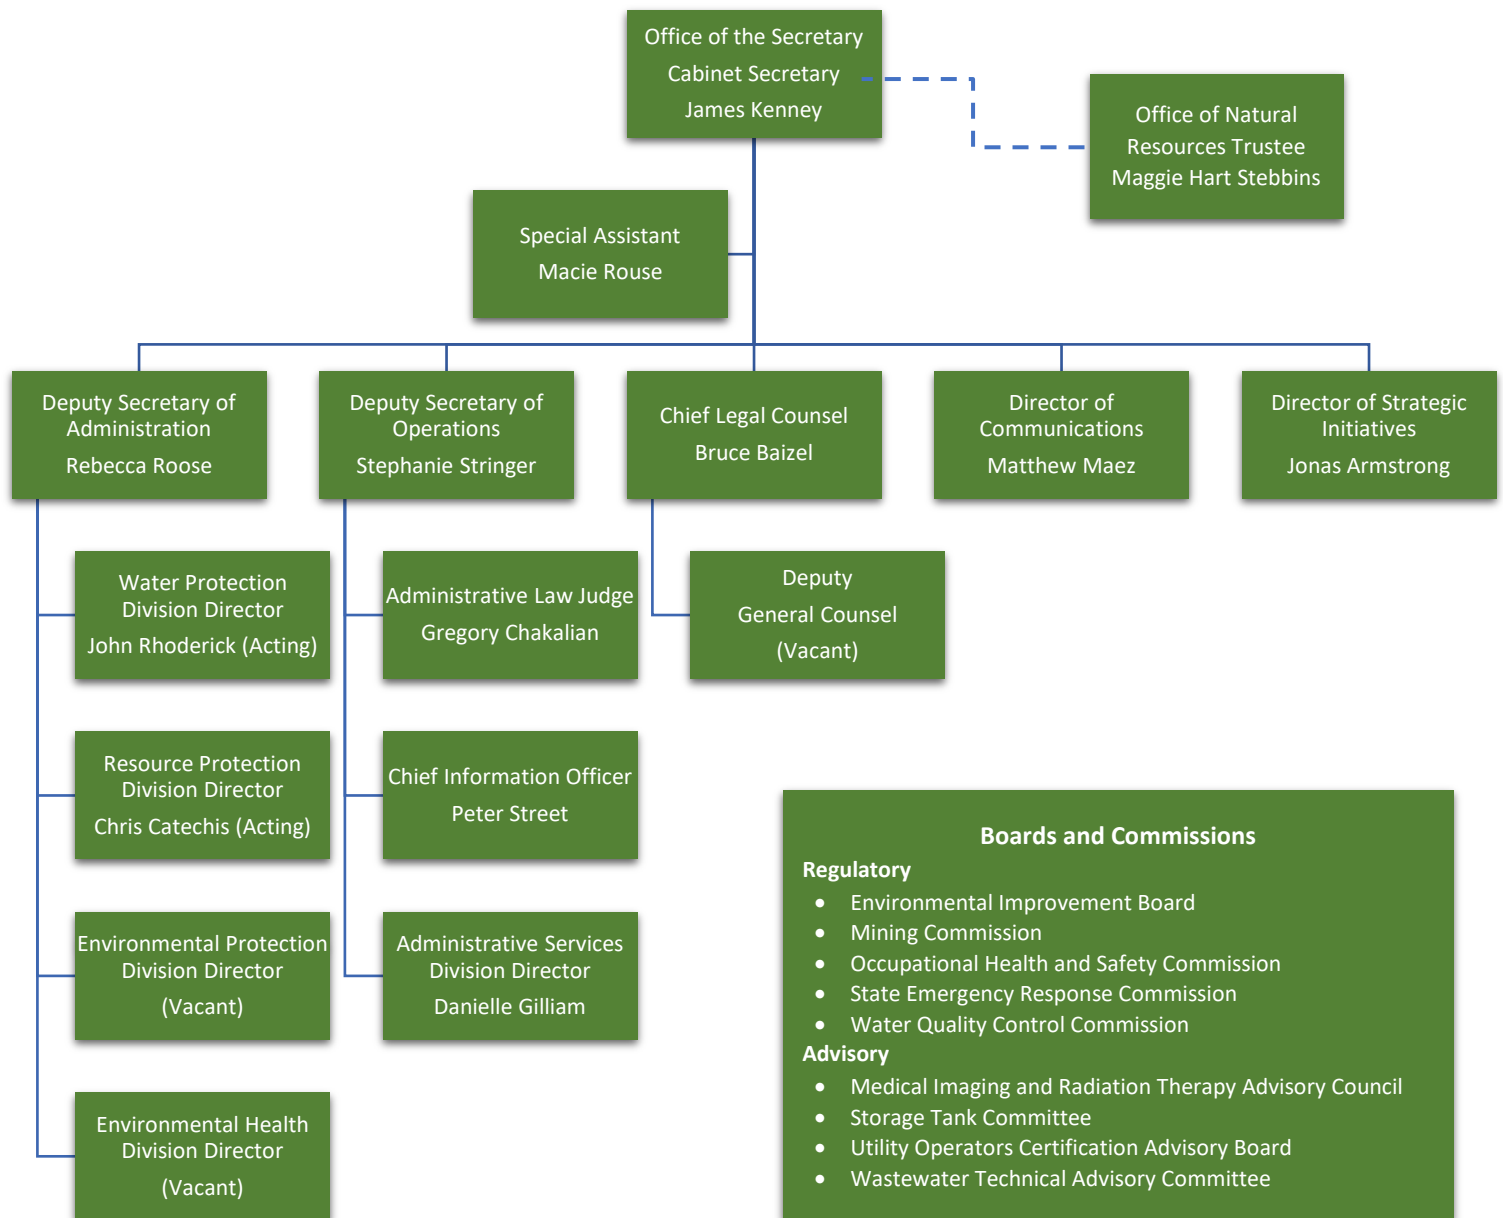 Office of the Secretary
Cabinet Secretary
James Kenney
Office of Natural
Resources Trustee
Maggie Hart Stebbins
Special Assistant
Macie Rouse
Deputy Secretary of
Administration
Rebecca Roose
Deputy Secretary of
Operations
Stephanie Stringer
Chief Legal Counsel
Bruce Baizel
Director of
Communications
Matthew Maez
Director of Strategic
Initiatives
Jonas Armstrong
Water Protection
Division Director
John Rhoderick (Acting)
Administrative Law Judge
Gregory Chakalian
Deputy
General Counsel
(Vacant)
Resource Protection
Division Director
Chris Catechis (Acting)
Chief Information Officer
Peter Street
Environmental Protection
Division Director
(Vacant)
Administrative Services
Division Director
Danielle Gilliam
Environmental Health
Division Director
(Vacant)
Boards and Commissions
Regulatory
• Environmental Improvement Board
• Mining Commission
• Occupational Health and Safety Commission
• State Emergency Response Commission
• Water Quality Control Commission
Advisory
• Medical Imaging and Radiation Therapy Advisory Council
• Storage Tank Committee
• Utility Operators Certification Advisory Board
• Wastewater Technical Advisory Committee